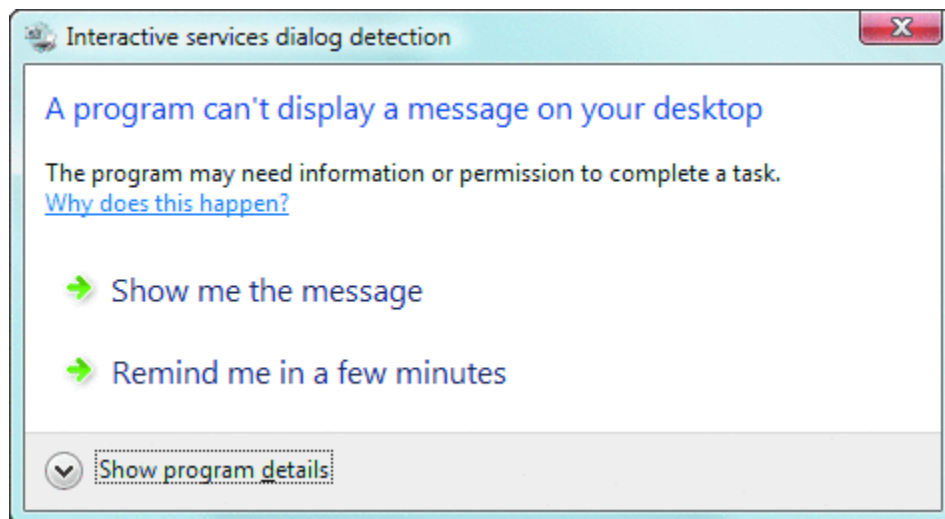 Interactive services dialog detection
A program can't display a message on your desktop
The program may need information or permission to complete a task.
Why does this happen?
Show me the message
Remind me in a few minutes
Show program details